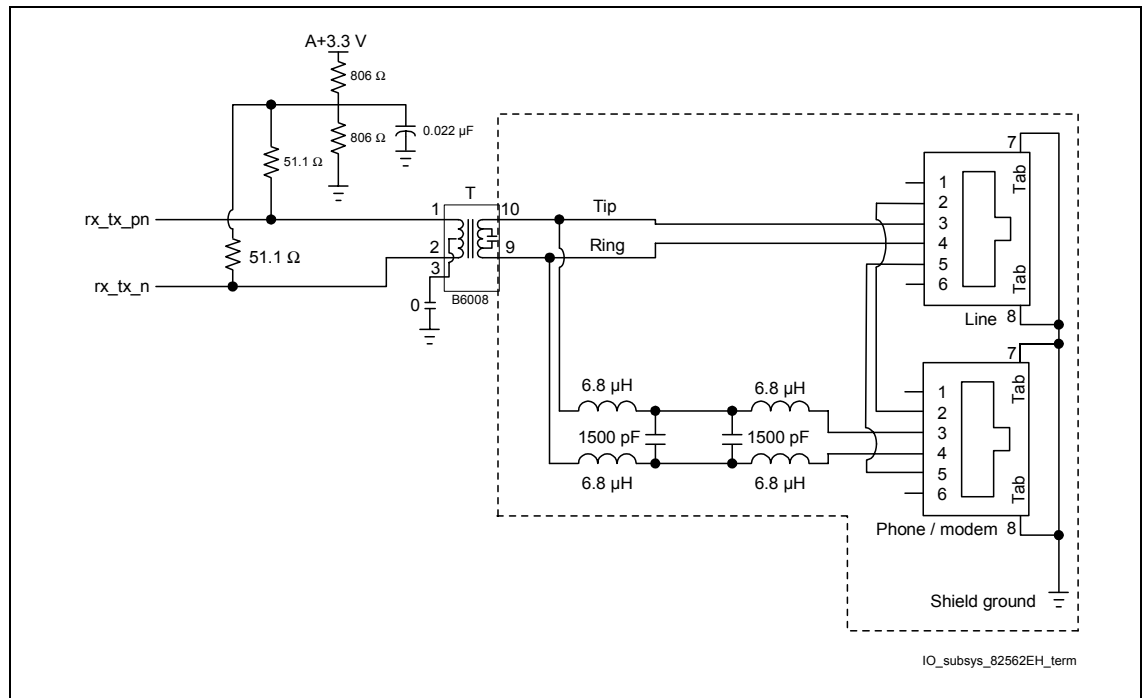 A+3.3 V
806 Ω
806 Ω
0.022 µF
51.1 Ω
rx_tx_pn
51.1 Ω
rx_tx_n
T
1
2
3
10
9
B6008
0
Tip
Ring
7
Tab
1
2
3
4
5
6
Tab
Line
8
7
Tab
1
2
3
4
5
6
Tab
Phone / modem
8
6.8 µH
6.8 µH
1500 pF
1500 pF
6.8 µH
6.8 µH
Shield ground
IO_subsys_82562EH_term